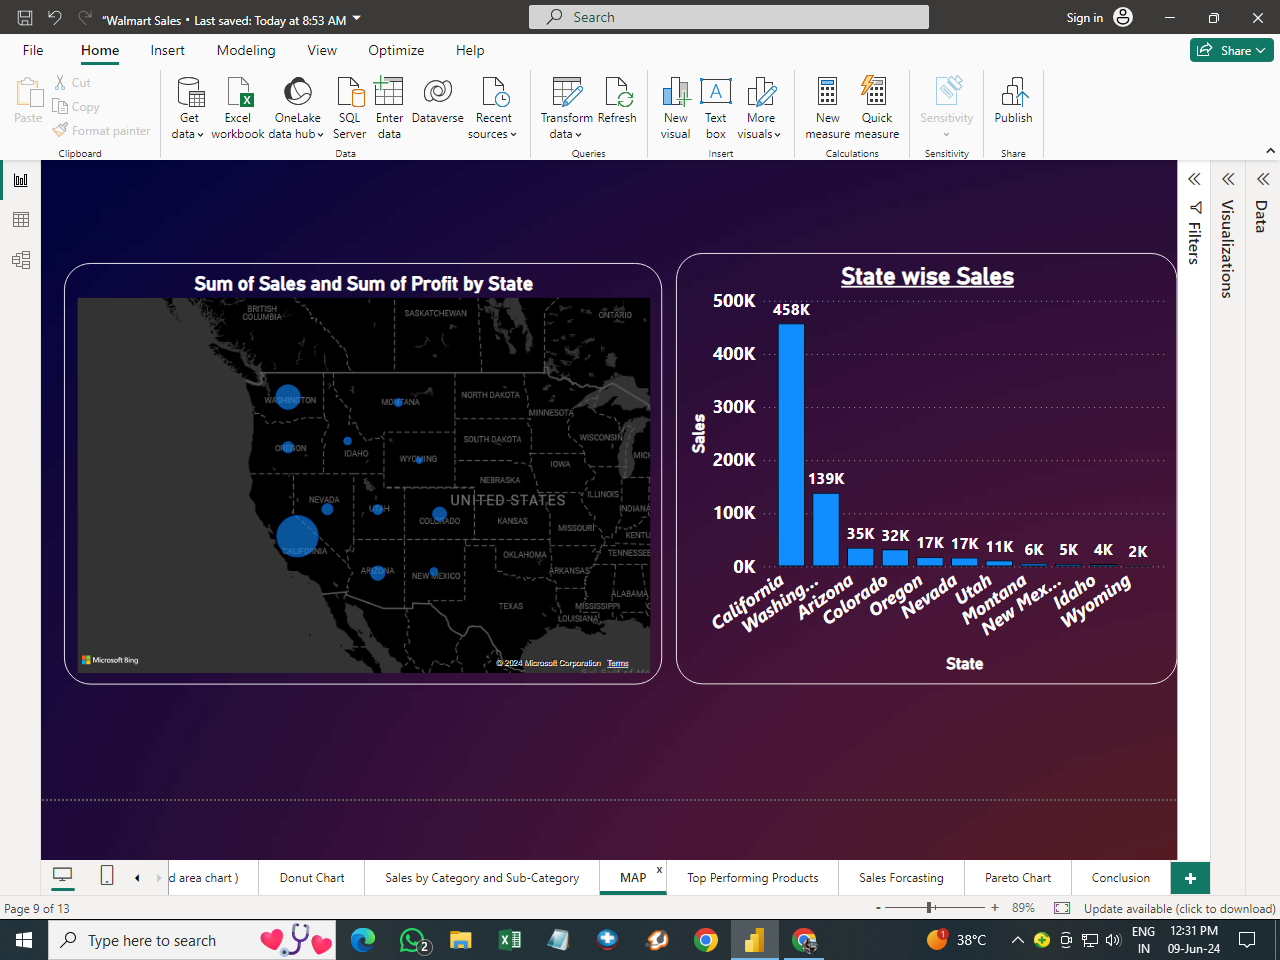 “Walmart Sales • Last saved: Today at 8:53 AM
Search
Sign in
File Home Insert Modeling View Optimize Help
Share
Paste
Cut
Copy
Format painter
Clipboard
Get data
Excel workbook
OneLake data hub
SQL Server
Enter data
Dataverse
Recent sources
Data
Transform data
Refresh
Queries
New visual
Text box
More visuals
Insert
New measure
Quick measure
Calculations
Sensitivity
Sensitivity
Publish
Share
Sum of Sales and Sum of Profit by State
BRITISH COLUMBIA
SASKATCHEWAN
ONTARIO
WASHINGTON
MONTANA
NORTH DAKOTA
MINNESOTA
OREGON
IDAHO
SOUTH DAKOTA
WISCONSIN
MICH
WYOMING
IOWA
NEBRASKA
NEVADA
UTAH
UNITED STATES
ILLINOIS
INDIANA
COLORADO
KANSAS
MISSOURI
KENTU
CALIFORNIA
OKLAHOMA
TENNESSEE
ARIZONA
NEW MEXICO
ARKANSAS
ALABAMA
TEXAS
MISSISSIPPI
LOUISIANA
Microsoft Bing
© 2024 Microsoft Corporation Terms
State wise Sales
Sales
500K
400K
300K
200K
100K
0K
458K
139K
35K
32K
17K
17K
11K
6K
5K
4K
2K
California
Washing...
Arizona
Colorado
Oregon
Nevada
Utah
Montana
New Mex...
Idaho
Wyoming
State
Filters
Visualizations
Data
d area chart )
Donut Chart
Sales by Category and Sub-Category
MAP x
Top Performing Products
Sales Forcasting
Pareto Chart
Conclusion
+
Page 9 of 13
- + 89%
Update available (click to download)
Type here to search
2
1
38°C
ENG
IN
12:31 PM
09-Jun-24